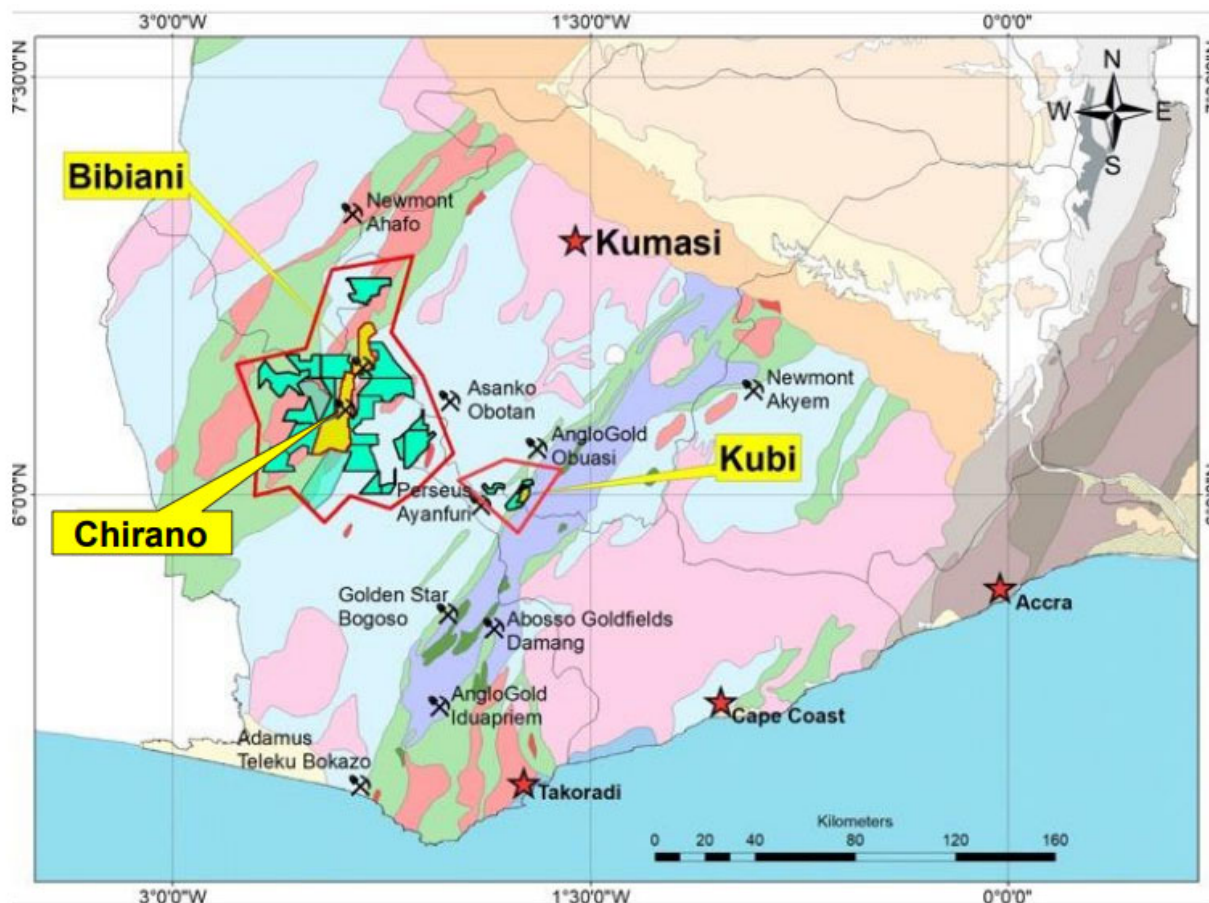 3°0'0"W
1°30'0"W
0°0'0"
7°30'0"N
N
W
E
S
Bibiani
Newmont
Ahafo
Kumasi
Asanko
Obotan
Newmont
Akyem
AngloGold
Obuasi
Kubi
6°0'0"N
Perseus
Ayanfuri
Chirano
Golden Star
Bogoso
Abosso Goldfields
Damang
Accra
AngloGold
Iduapriem
Cape Coast
Adamus
Teleku Bokazo
Takoradi
Kilometers
0 20 40 80 120 160
3°0'0"W
1°30'0"W
0°0'0"